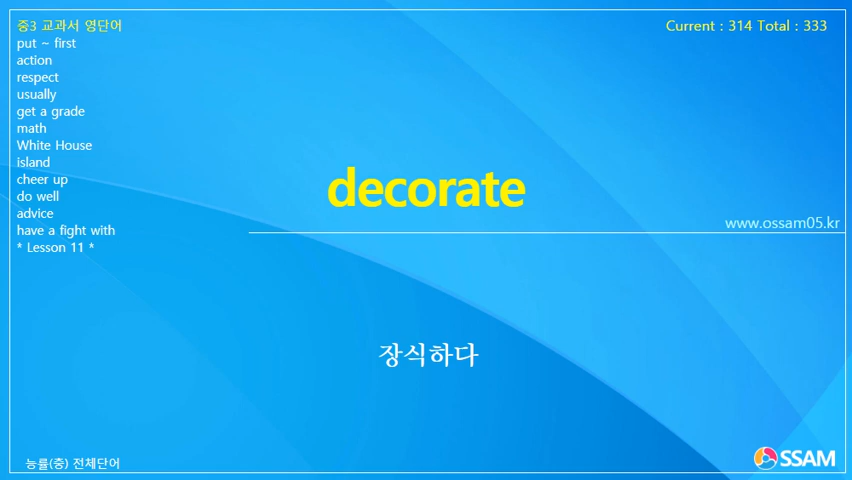 중3 교과서 영단어
Current : 314 Total : 333
put ~ first
action
respect
usually
get a grade
math
White House
island
cheer up
do well
advice
have a fight with
* Lesson 11 *
decorate
www.ossam05.kr
장식하다
능률(중) 전체단어
OSSAM